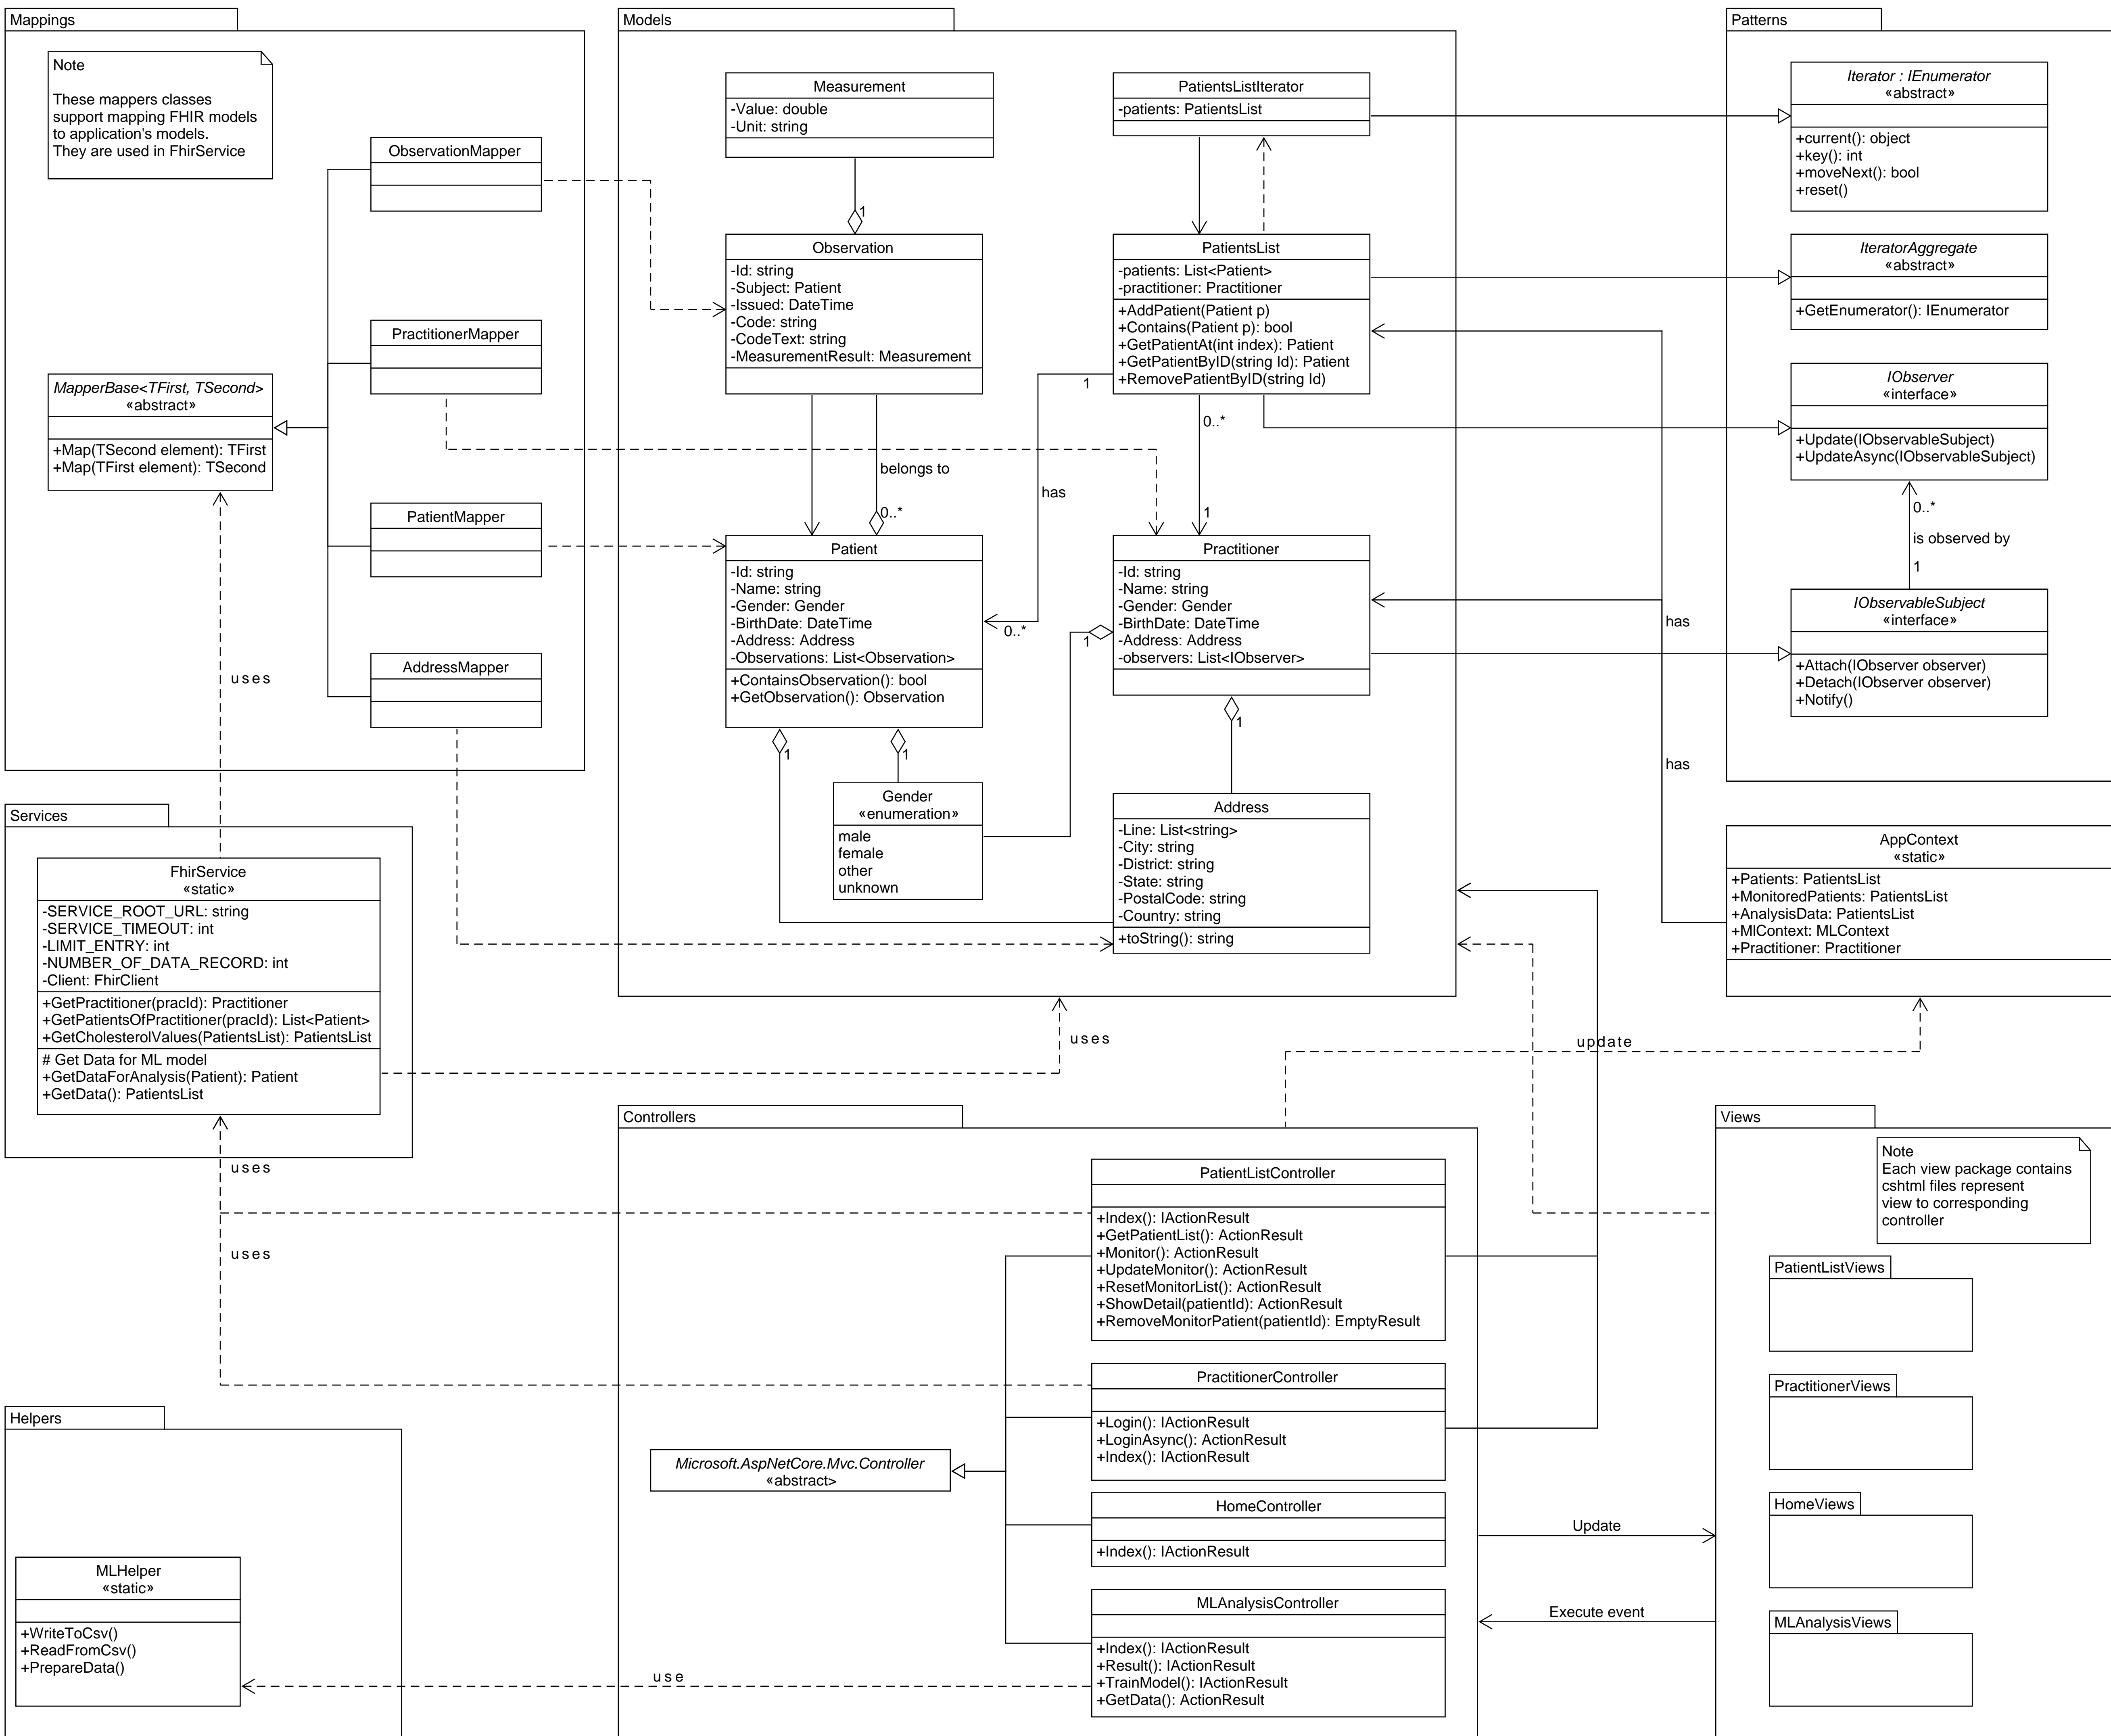 Mappings
Note
These mappers classes
support mapping FHIR models
to application's models.
They are used in FhirService
ObservationMapper
PractitionerMapper
MapperBase<TFirst, TSecond>
«abstract»
+Map(TSecond element): TFirst
+Map(TFirst element): TSecond
PatientMapper
AddressMapper
uses
Models
Measurement
-Value: double
-Unit: string
1
PatientsListIterator
-patients: PatientsList
Observation
-Id: string
-Subject: Patient
-Issued: DateTime
-Code: string
-CodeText: string
-MeasurementResult: Measurement
PatientsList
-patients: List<Patient>
-practitioner: Practitioner
+AddPatient(Patient p)
+Contains(Patient p): bool
+GetPatientAt(int index): Patient
+GetPatientByID(string Id): Patient
+RemovePatientByID(string Id)
1
0..*
belongs to
has
0..*
1
Patient
-Id: string
-Name: string
-Gender: Gender
-BirthDate: DateTime
-Address: Address
-Observations: List<Observation>
+ContainsObservation(): bool
+GetObservation(): Observation
0..*
1
Practitioner
-Id: string
-Name: string
-Gender: Gender
-BirthDate: DateTime
-Address: Address
-observers: List<IObserver>
1
1
1
Gender
«enumeration»
male
female
other
unknown
Address
-Line: List<string>
-City: string
-District: string
-State: string
-PostalCode: string
-Country: string
+toString(): string
Patterns
Iterator : IEnumerator
«abstract»
+current(): object
+key(): int
+moveNext(): bool
+reset()
IteratorAggregate
«abstract»
+GetEnumerator(): IEnumerator
IObserver
«interface»
+Update(IObservableSubject)
+UpdateAsync(IObservableSubject)
0..*
is observed by
1
IObservableSubject
«interface»
+Attach(IObserver observer)
+Detach(IObserver observer)
+Notify()
has
has
AppContext
«static»
+Patients: PatientsList
+MonitoredPatients: PatientsList
+AnalysisData: PatientsList
+MlContext: MLContext
+Practitioner: Practitioner
Services
FhirService
«static»
-SERVICE_ROOT_URL: string
-SERVICE_TIMEOUT: int
-LIMIT_ENTRY: int
-NUMBER_OF_DATA_RECORD: int
-Client: FhirClient
+GetPractitioner(pracId): Practitioner
+GetPatientsOfPractitioner(pracId): List<Patient>
+GetCholesterolValues(PatientsList): PatientsList
# Get Data for ML model
+GetDataForAnalysis(Patient): Patient
+GetData(): PatientsList
uses
update
uses
uses
Controllers
PatientListController
+Index(): IActionResult
+GetPatientList(): ActionResult
+Monitor(): ActionResult
+UpdateMonitor(): ActionResult
+ResetMonitorList(): ActionResult
+ShowDetail(patientId): ActionResult
+RemoveMonitorPatient(patientId): EmptyResult
PractitionerController
+Login(): IActionResult
+LoginAsync(): ActionResult
+Index(): IActionResult
Microsoft.AspNetCore.Mvc.Controller
«abstract>
HomeController
+Index(): IActionResult
MLAnalysisController
+Index(): IActionResult
+Result(): IActionResult
+TrainModel(): IActionResult
+GetData(): ActionResult
Update
Execute event
Views
Note
Each view package contains
cshtml files represent
view to corresponding
controller
PatientListViews
PractitionerViews
HomeViews
MLAnalysisViews
Helpers
MLHelper
«static»
+WriteToCsv()
+ReadFromCsv()
+PrepareData()
use